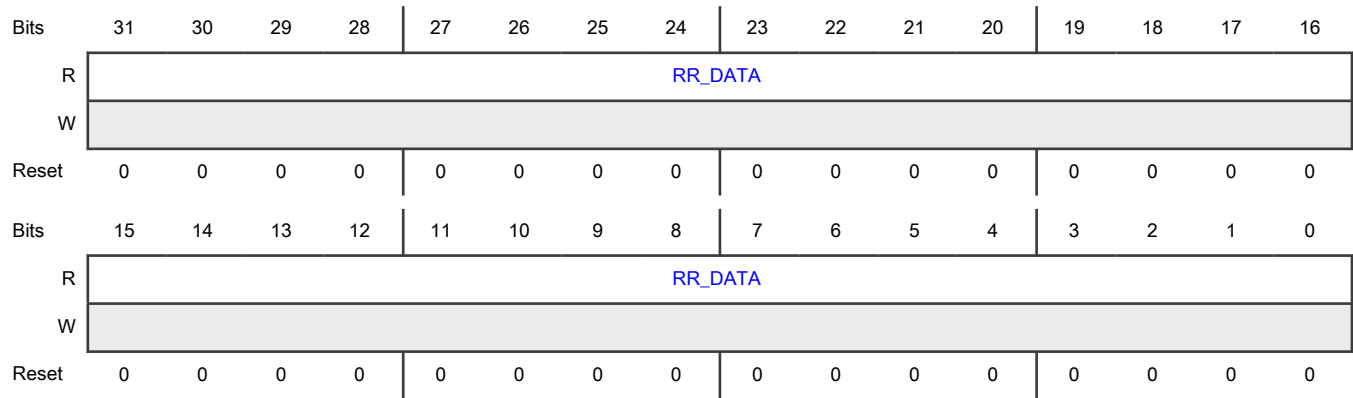 Bits 31 30 29 28 27 26 25 24 23 22 21 20 19 18 17 16
R RR_DATA
W
Reset 0 0 0 0 0 0 0 0 0 0 0 0 0 0 0 0
Bits 15 14 13 12 11 10 9 8 7 6 5 4 3 2 1 0
R RR_DATA
W
Reset 0 0 0 0 0 0 0 0 0 0 0 0 0 0 0 0